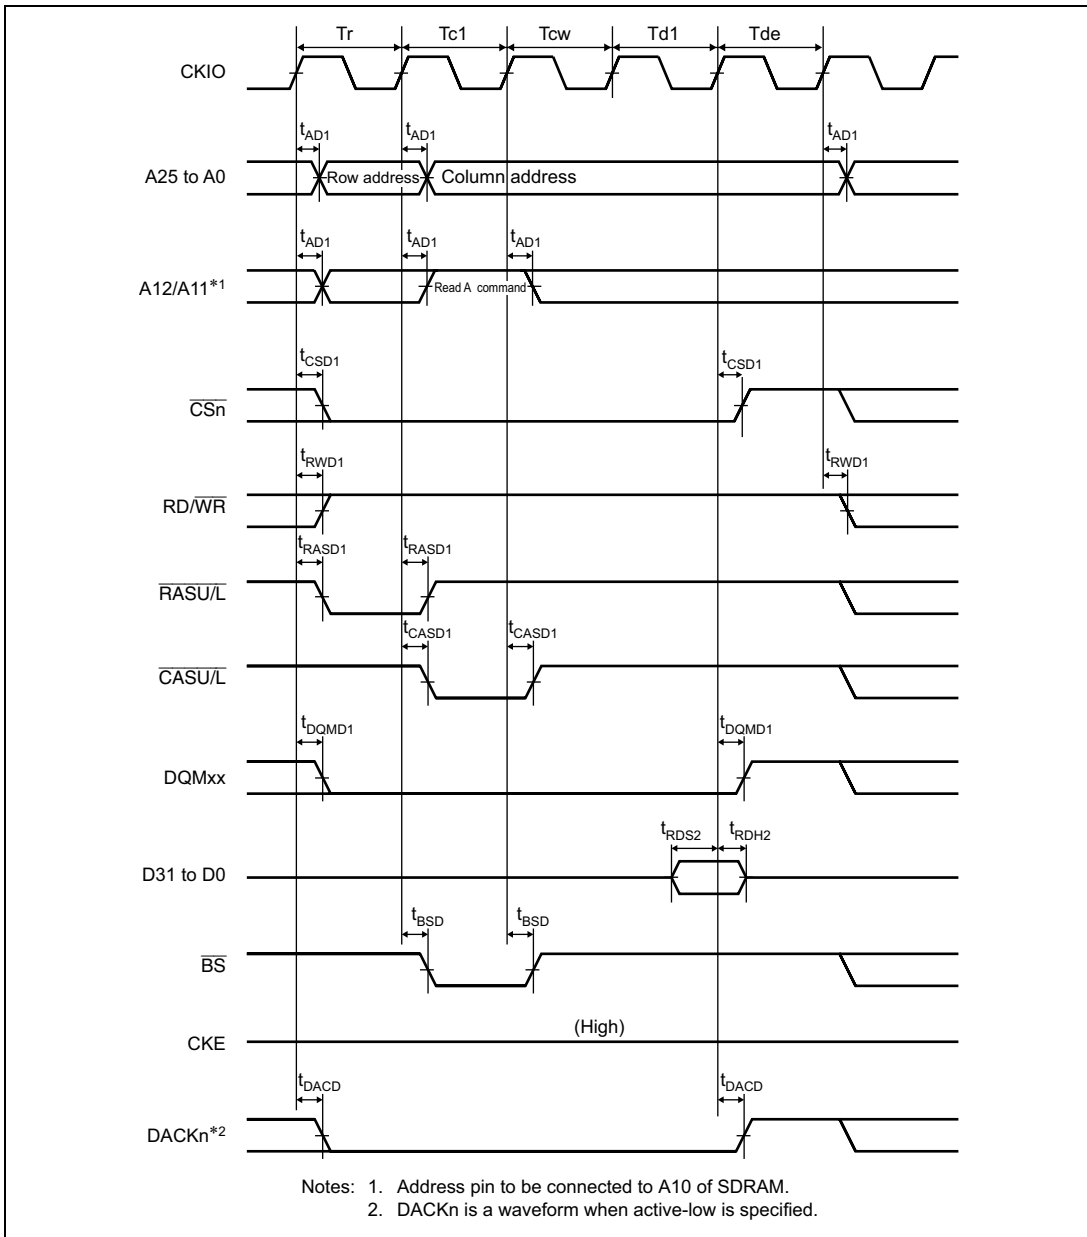 Tr Tc1 Tcw Td1 Tde
CKIO
tAD1 tAD1 tAD1
A25 to A0 Row address Column address
tAD1 tAD1 tAD1
A12/A11*1 Read A command
tCSD1 tCSD1
CSn
tRWD1 tRWD1
RD/WR
tRASD1 tRASD1
RASU/L
tCASD1 tCASD1
CASU/L
tDQMD1 tDQMD1
DQMxx
tRDS2 tRDH2
D31 to D0
tBSD tBSD
BS
(High)
CKE
tDACD tDACD
DACKn*2
Notes: 1. Address pin to be connected to A10 of SDRAM.
2. DACKn is a waveform when active-low is specified.